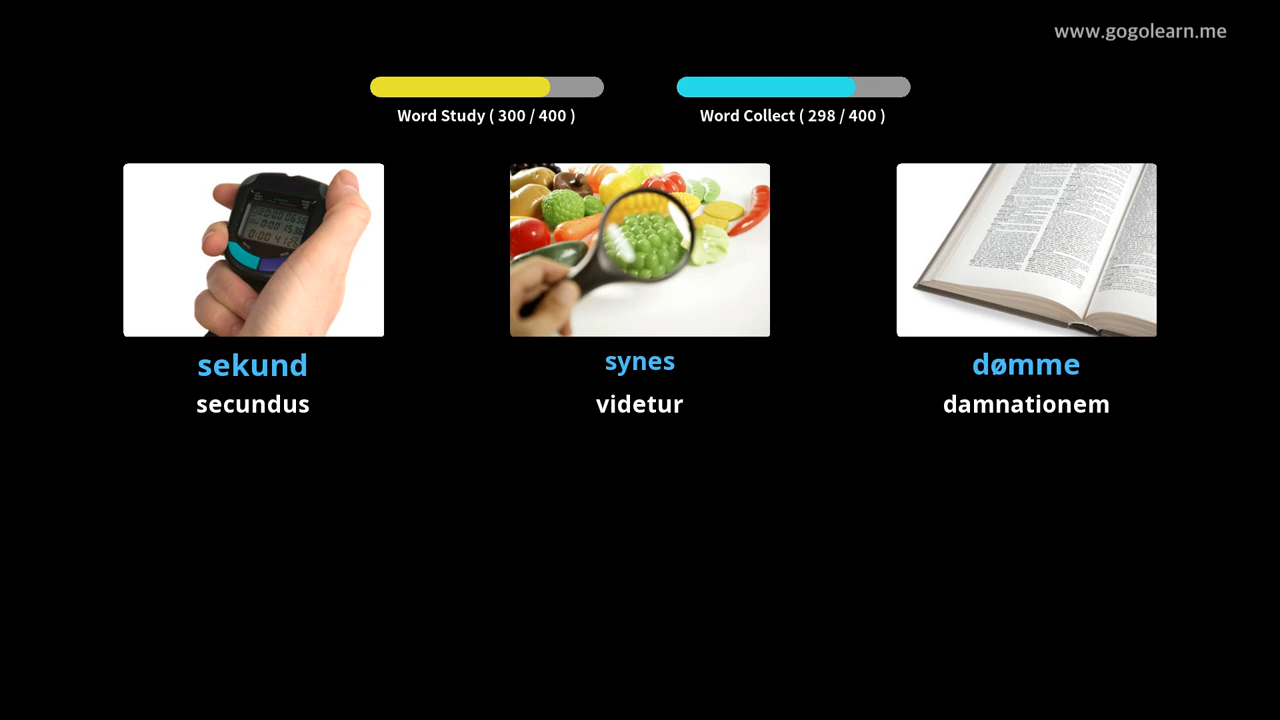 www.gogolearn.me
Word Study ( 300 / 400 )
Word Collect ( 298 / 400 )
sekund
synes
dømme
secundus
videtur
damnationem